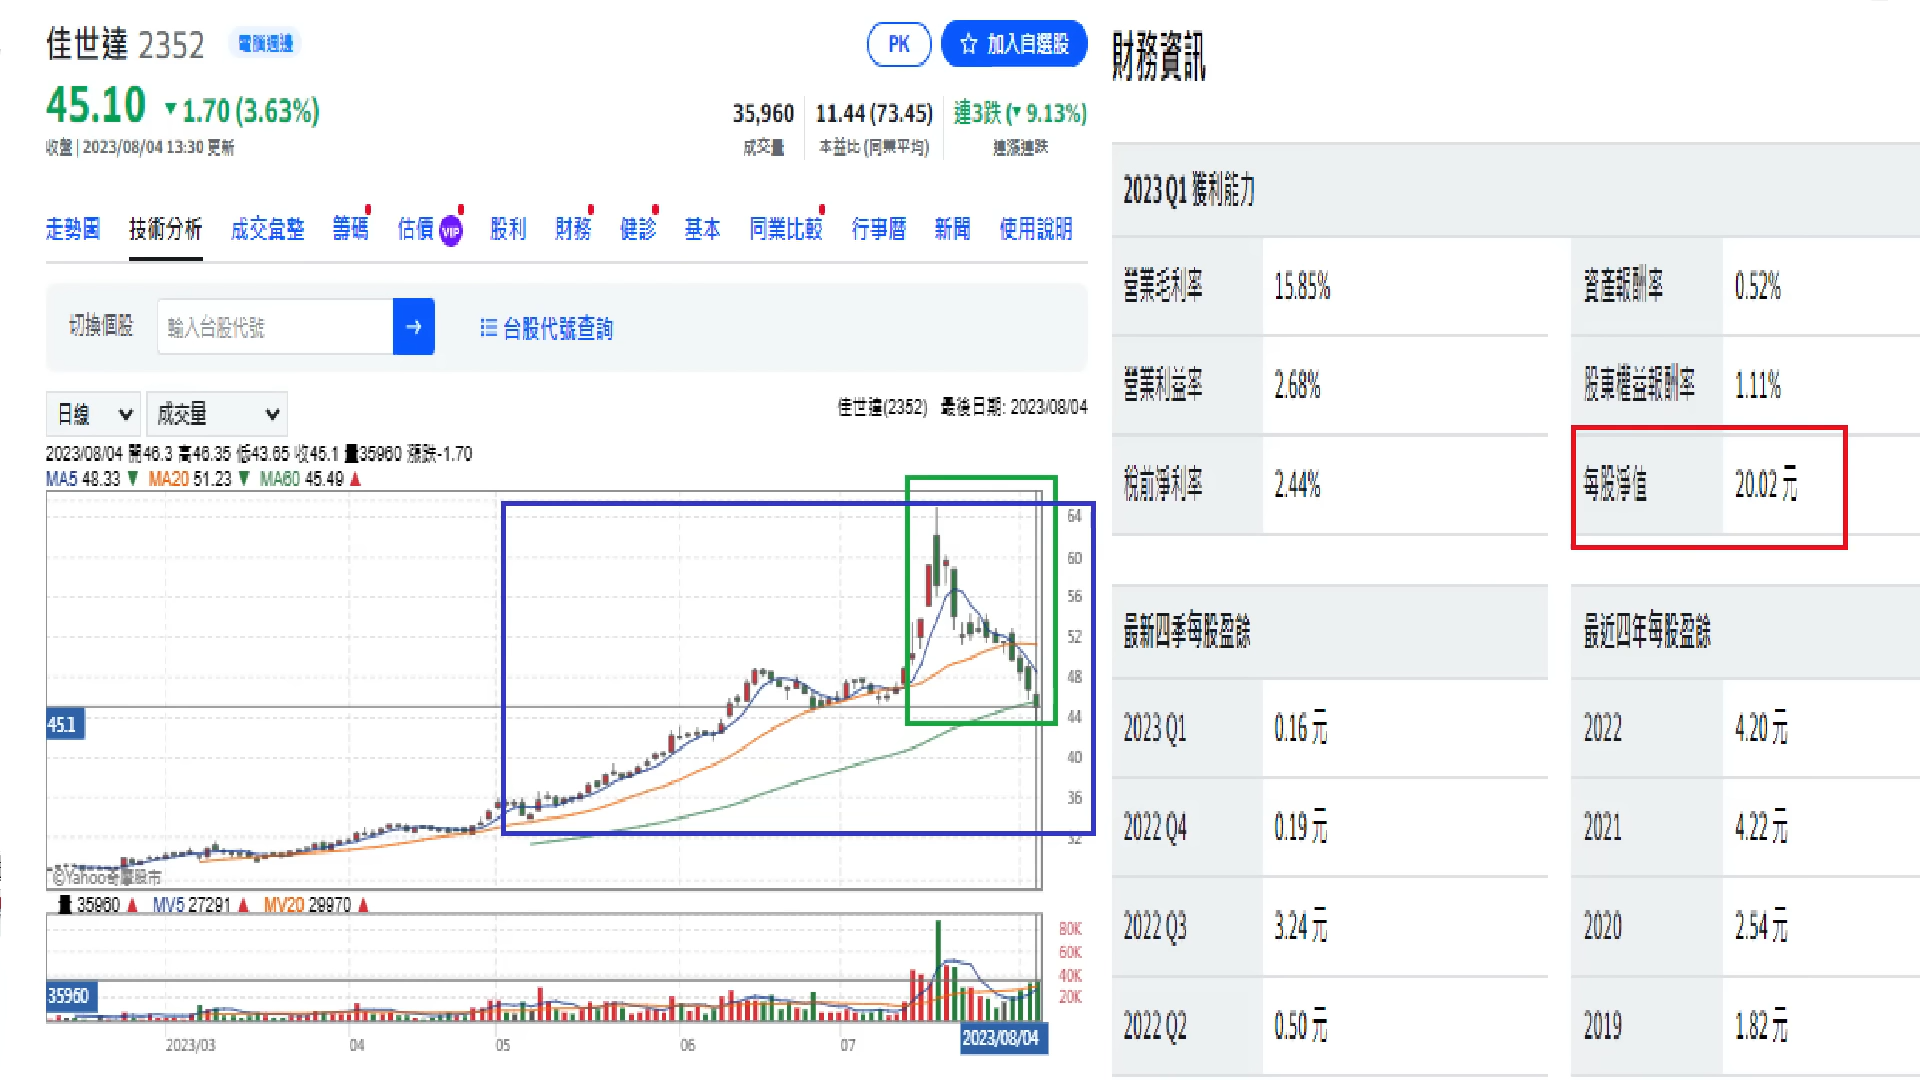 佳世達 2352 電腦週邊
PK ☆ 加入自選股
45.10 ▼1.70 (3.63%)
收盤 | 2023/08/04 13:30 更新
35,960 11.44 (73.45) 連3跌 (▼ 9.13%)
成交量 本益比 (同業平均) 連漲連跌
走勢圖 技術分析 成交彙整 籌碼 估價 VIP 股利 財務 健診 基本 同業比較 行事曆 新聞 使用說明
切換個股 輸入台股代號 → 台股代號查詢
日線 成交量
佳世達(2352) 最後日期: 2023/08/04
2023/08/04 開46.3 高46.35 低43.65 收45.1 量35960 漲跌-1.70
MA5 48.33 ▼ MA20 51.23 ▼ MA60 45.49 ▲
64
60
56
52
48
44
40
36
32
45.1
©Yahoo奇摩股市
量 35960 ▲ MV5 27291 ▲ MV20 29970 ▲
80K
60K
40K
20K
35960
2023/03 04 05 06 07 2023/08/04
財務資訊
2023 Q1 獲利能力
營業毛利率 15.85% 資產報酬率 0.52%
營業利益率 2.68% 股東權益報酬率 1.11%
稅前淨利率 2.44% 每股淨值 20.02 元
最新四季每股盈餘 最近四年每股盈餘
2023 Q1 0.16 元 2022 4.20 元
2022 Q4 0.19 元 2021 4.22 元
2022 Q3 3.24 元 2020 2.54 元
2022 Q2 0.50 元 2019 1.82 元